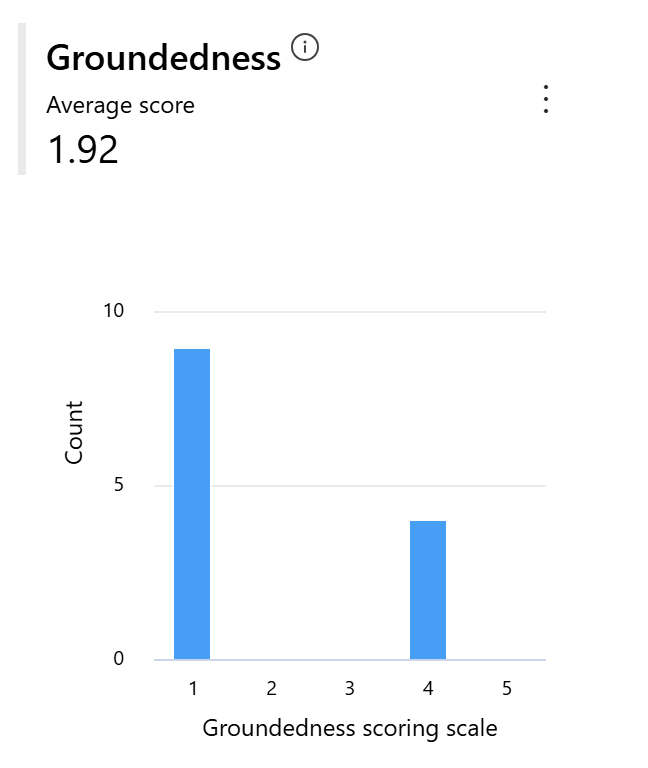 Groundedness
Average score
1.92
10
5
0
Count
1 2 3 4 5
Groundedness scoring scale